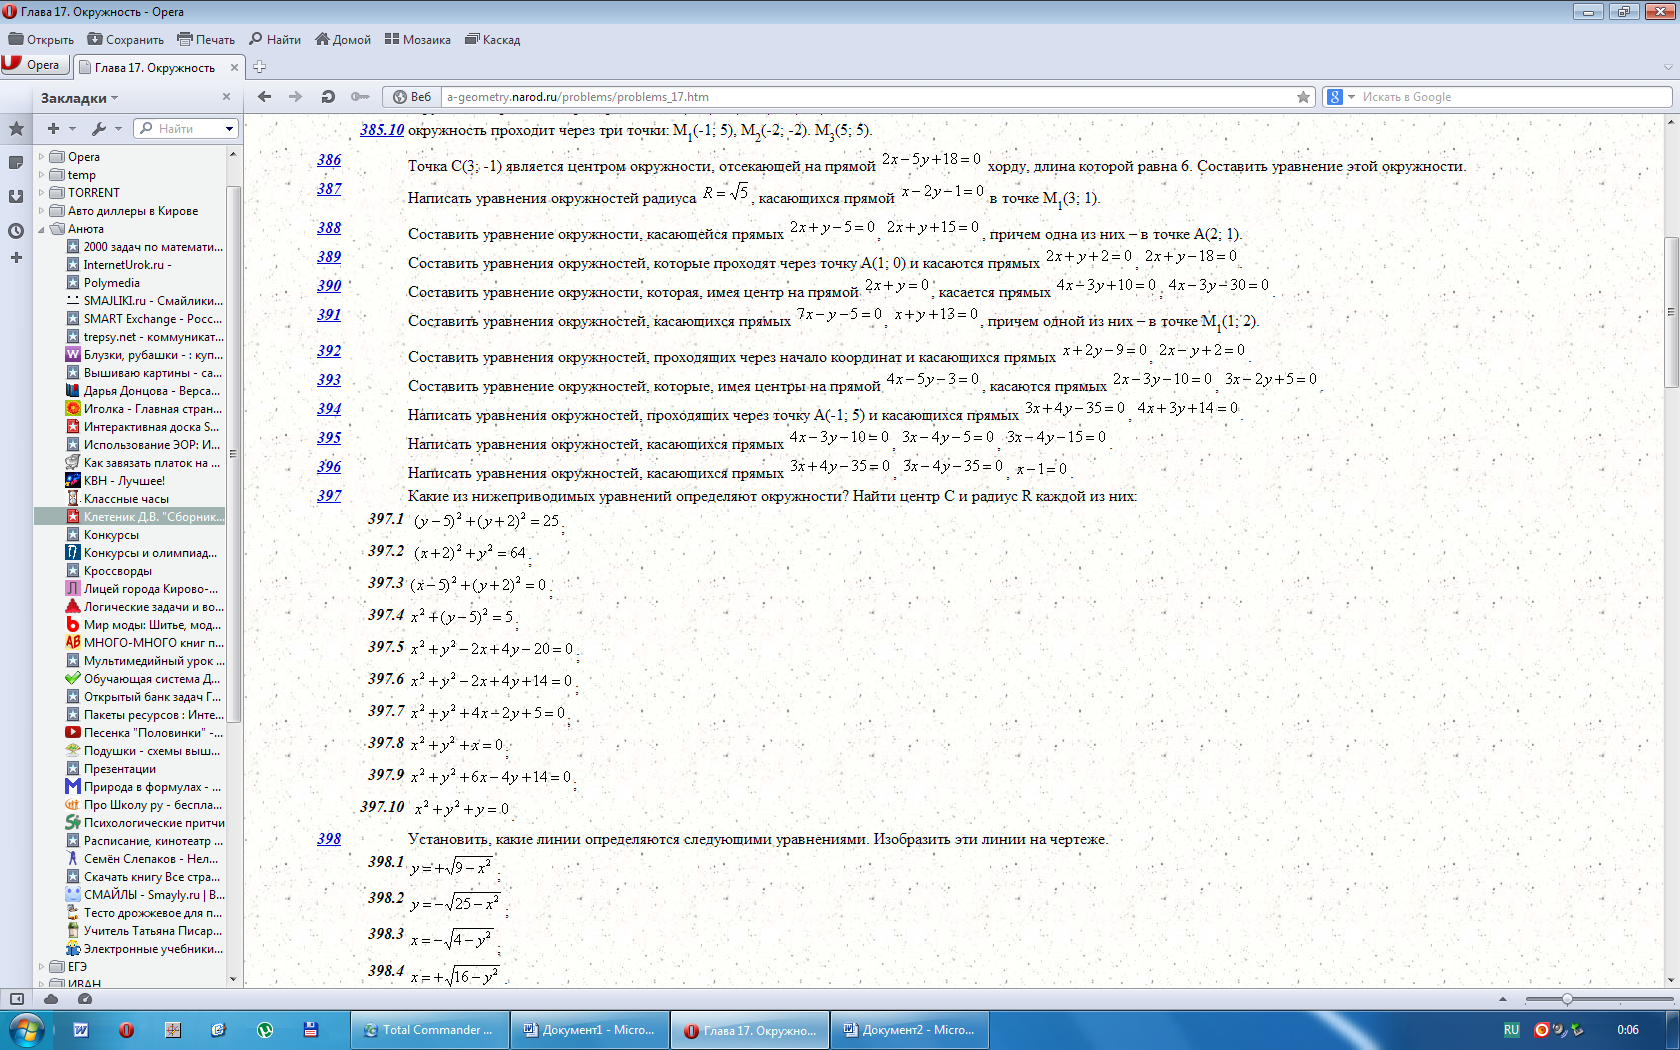 Глава 17. Окружность - Opera
Открыть Сохранить Печать Найти Домой Мозаика Каскад
Opera Глава 17. Окружность
Закладки Веб a-geometry.narod.ru/problems/problems_17.htm Искать в Google
Найти
Opera
temp
TORRENT
Авто диллеры в Кирове
Анюта
2000 задач по математи...
InternetUrok.ru -
Polymedia
SMAJLIKI.ru - Смайлики...
SMART Exchange - Росс...
trepsy.net - коммуникат...
Блузки, рубашки - : куп...
Вышиваю картины - са...
Дарья Донцова - Верса...
Иголка - Главная стран...
Интерактивная доска S...
Использование ЭОР: И...
Как завязать платок на ...
КВН - Лучшее!
Классные часы
Клетеник Д.В. "Сборник...
Конкурсы
Конкурсы и олимпиад...
Кроссворды
Лицей города Кирово-...
Логические задачи и во...
Мир моды: Шитье, мод...
МНОГО-МНОГО книг п...
Мультимедийный урок ...
Обучающая система Д...
Открытый банк задач Г...
Пакеты ресурсов : Инте...
Песенка "Половинки" -...
Подушки - схемы выш...
Презентации
Природа в формулах - ...
Про Школу ру - беспла...
Психологические притчи
Расписание, кинотеатр ...
Семён Слепаков - Нел...
Скачать книгу Все стра...
СМАЙЛЫ - Smayly.ru | В...
Тесто дрожжевое для п...
Учитель Татьяна Писар...
Электронные учебники...
ЕГЭ
ИВАН
385.10 окружность проходит через три точки: M₁(-1; 5), M₂(-2; -2). M₃(5; 5).
386 Точка C(3; -1) является центром окружности, отсекающей на прямой 2x−5y+18=0 хорду, длина которой равна 6. Составить уравнение этой окружности.
387 Написать уравнения окружностей радиуса R=√5, касающихся прямой x−2y−1=0 в точке M₁(3; 1).
388 Составить уравнение окружности, касающейся прямых 2x+y−5=0, 2x+y+15=0, причем одна из них – в точке A(2; 1).
389 Составить уравнения окружностей, которые проходят через точку A(1; 0) и касаются прямых 2x+y+2=0, 2x+y−18=0.
390 Составить уравнение окружности, которая, имея центр на прямой 2x+y=0, касается прямых 4x−3y+10=0, 4x−3y−30=0.
391 Составить уравнения окружностей, касающихся прямых 7x−y−5=0, x+y+13=0, причем одной из них – в точке M₁(1; 2).
392 Составить уравнения окружностей, проходящих через начало координат и касающихся прямых x+2y−9=0, 2x−y+2=0.
393 Составить уравнение окружностей, которые, имея центры на прямой 4x−5y−3=0, касаются прямых 2x−3y−10=0, 3x−2y+5=0.
394 Написать уравнения окружностей, проходящих через точку A(-1; 5) и касающихся прямых 3x+4y−35=0, 4x+3y+14=0.
395 Написать уравнения окружностей, касающихся прямых 4x−3y−10=0, 3x−4y−5=0, 3x−4y−15=0.
396 Написать уравнения окружностей, касающихся прямых 3x+4y−35=0, 3x−4y−35=0, x−1=0.
397 Какие из нижеприводимых уравнений определяют окружности? Найти центр C и радиус R каждой из них:
397.1 (y−5)²+(y+2)²=25;
397.2 (x+2)²+y²=64;
397.3 (x−5)²+(y+2)²=0;
397.4 x²+(y−5)²=5;
397.5 x²+y²−2x+4y−20=0;
397.6 x²+y²−2x+4y+14=0;
397.7 x²+y²+4x−2y+5=0;
397.8 x²+y²+x=0;
397.9 x²+y²+6x−4y+14=0;
397.10 x²+y²+y=0.
398 Установить, какие линии определяются следующими уравнениями. Изобразить эти линии на чертеже.
398.1 y=+√(9−x²);
398.2 y=−√(25−x²);
398.3 x=−√(4−y²);
398.4 x=+√(16−y²).
Total Commander ... Документ1 - Micro... Глава 17. Окружно... Документ2 - Micro... RU 0:06